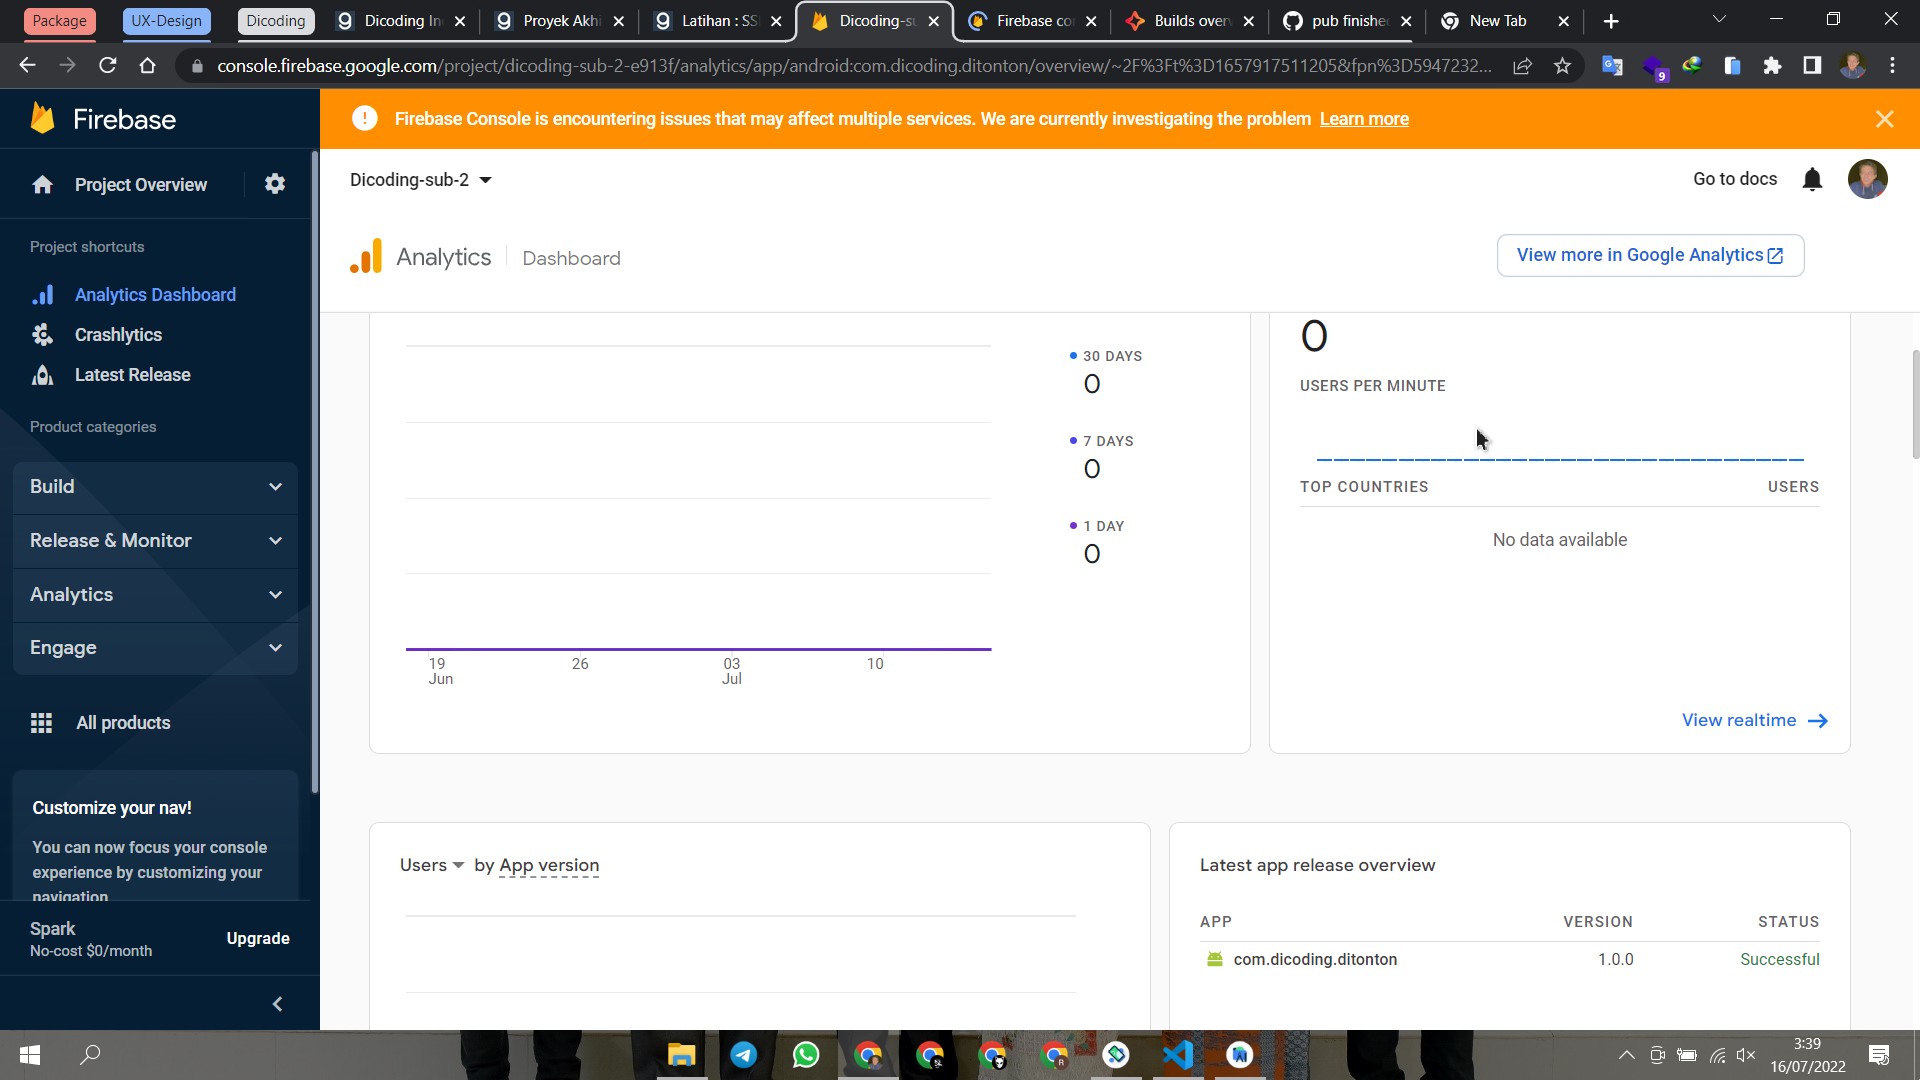 Package
UX-Design
Dicoding
Dicoding In
Proyek Akhi
Latihan : SS
Dicoding-su
Firebase co
Builds over
pub finishe
New Tab
console.firebase.google.com/project/dicoding-sub-2-e913f/analytics/app/android:com.dicoding.ditonton/overview/~2F%3Ft%3D1657917511205&fpn%3D5947232...
9
Firebase
Firebase Console is encountering issues that may affect multiple services. We are currently investigating the problem Learn more
Project Overview
Dicoding-sub-2
Go to docs
Project shortcuts
Analytics Dashboard
Crashlytics
Latest Release
Product categories
Build
Release & Monitor
Analytics
Engage
All products
Customize your nav!
You can now focus your console
experience by customizing your
navigation
Spark
No-cost $0/month
Upgrade
Analytics
Dashboard
View more in Google Analytics
30 DAYS
0
7 DAYS
0
1 DAY
0
19
Jun
26
03
Jul
10
0
USERS PER MINUTE
TOP COUNTRIES
USERS
No data available
View realtime
Users by App version
Latest app release overview
APP
VERSION
STATUS
com.dicoding.ditonton
1.0.0
Successful
3:39
16/07/2022